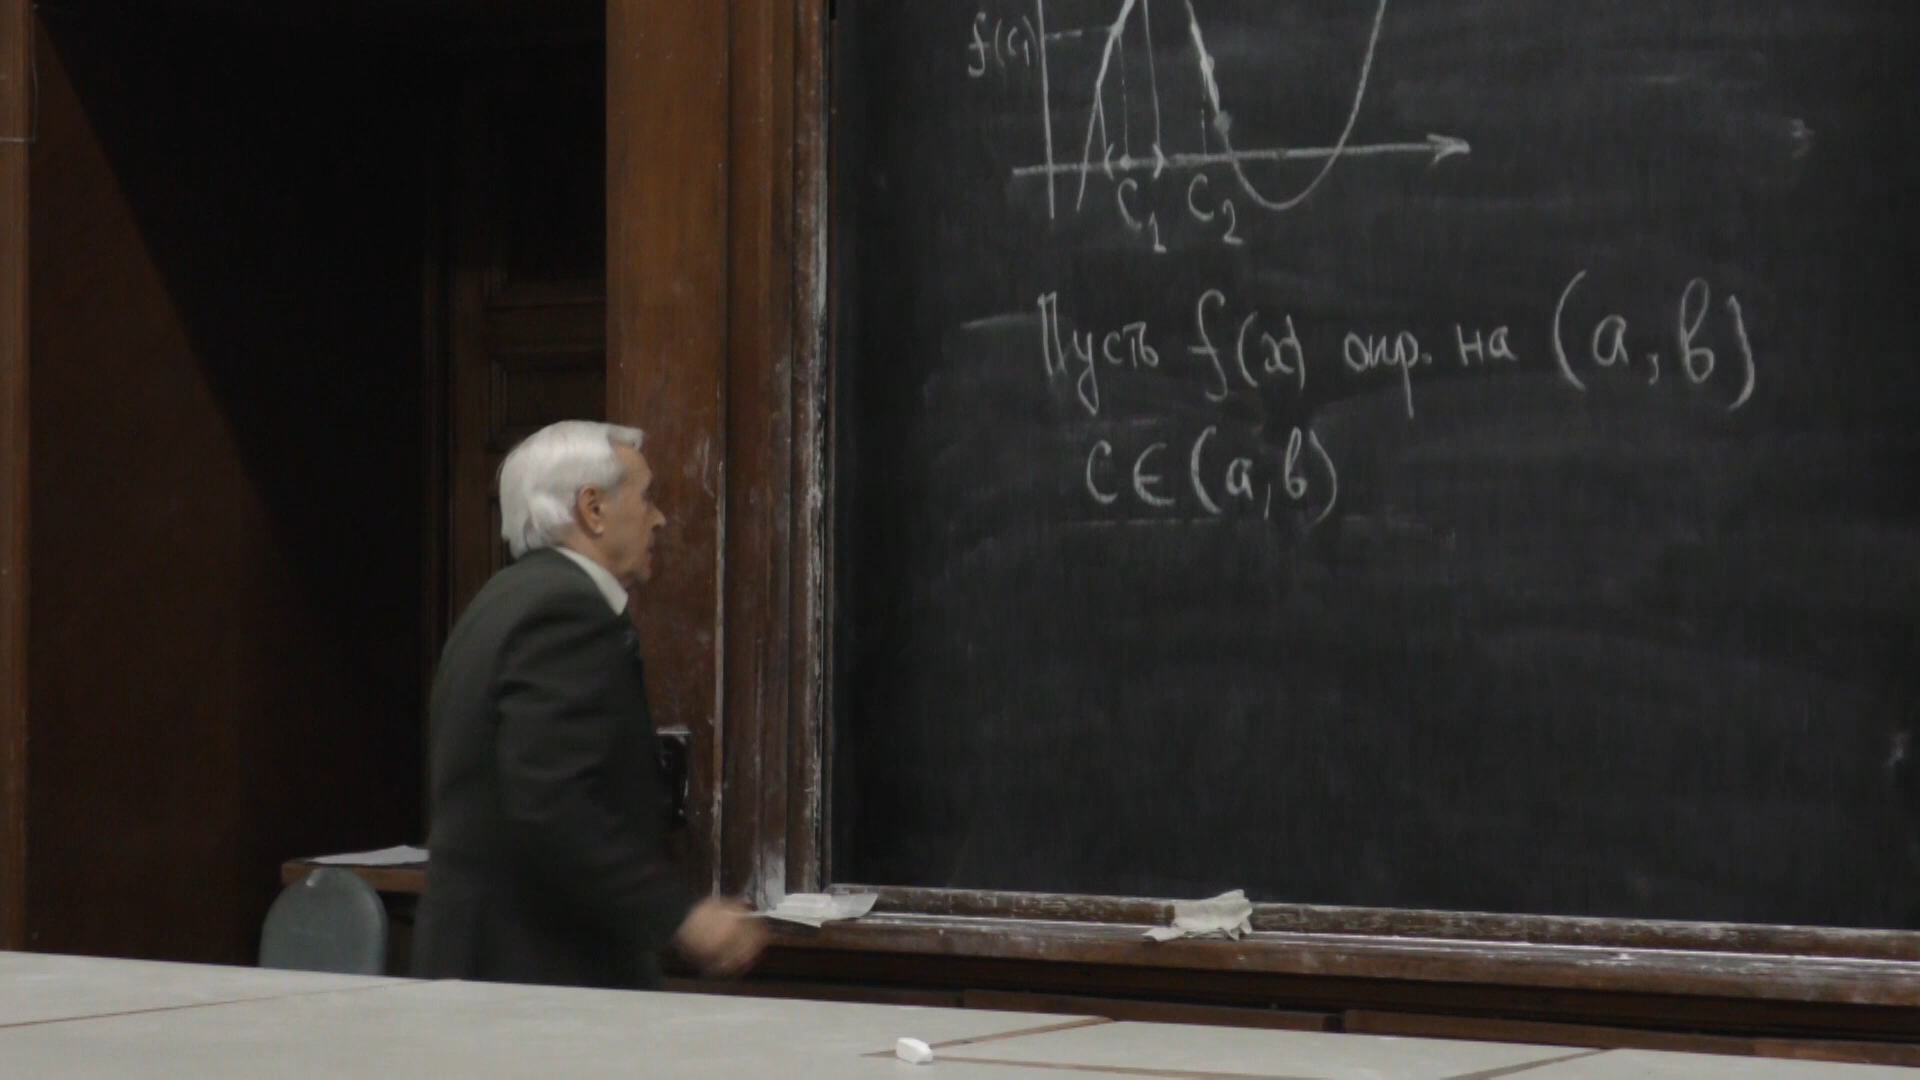 f(c₁)
C₁ C₂
Пусть f(x) опр. на (a, b)
C ∈ (a, b)